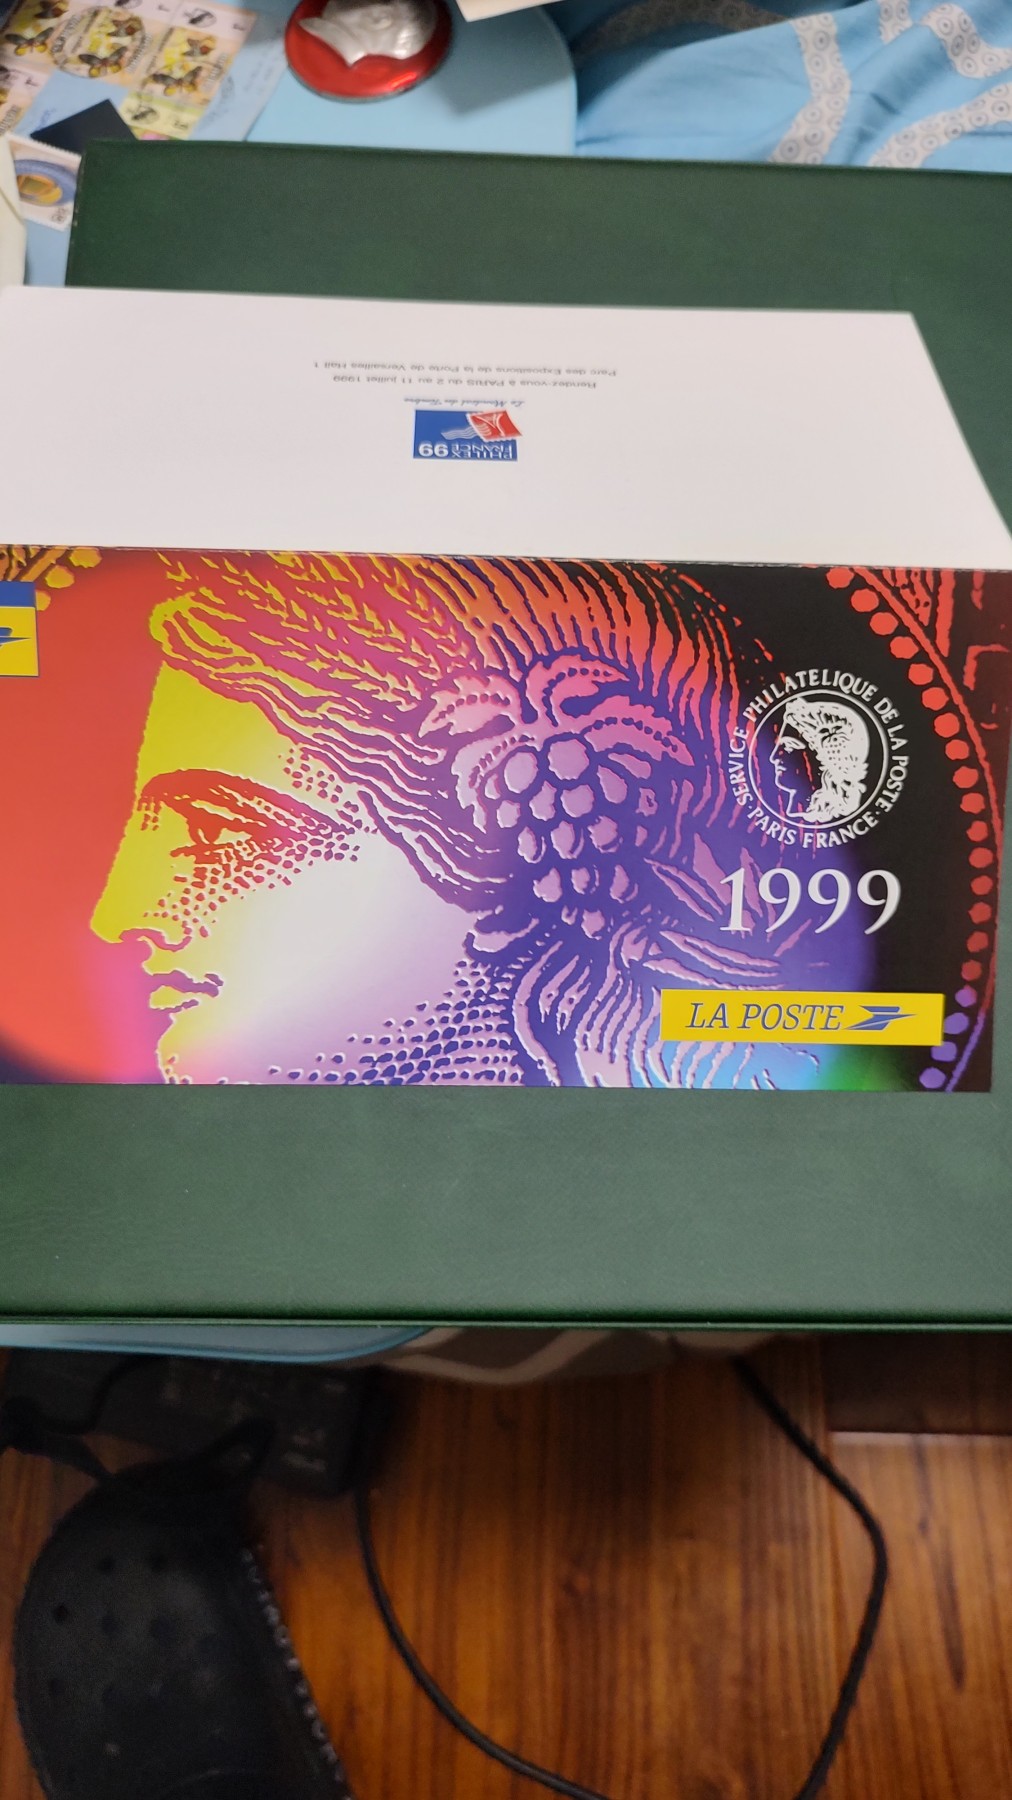 Parc des Expositions de la Porte de Versailles Hall 1
Rendez-vous à PARIS du 2 au 11 juillet 1999
Le Mondial du Timbre
PHILEX
FRANCE 99
SERVICE PHILATELIQUE DE LA POSTE
· PARIS FRANCE ·
1999
LA POSTE